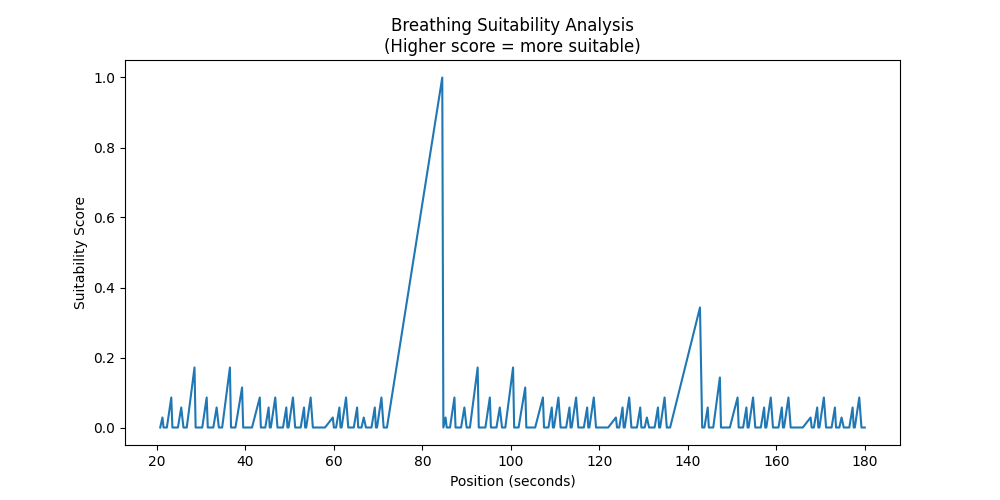 Breathing Suitability Analysis
(Higher score = more suitable)
Suitability Score
1.0
0.8
0.6
0.4
0.2
0.0
20 40 60 80 100 120 140 160 180
Position (seconds)